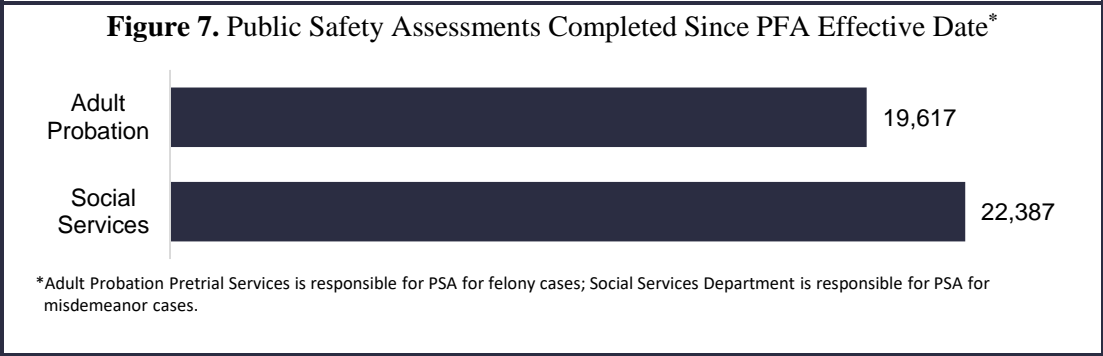 Figure 7. Public Safety Assessments Completed Since PFA Effective Date*
Adult
Probation
19,617
Social
Services
22,387
*Adult Probation Pretrial Services is responsible for PSA for felony cases; Social Services Department is responsible for PSA for
misdemeanor cases.